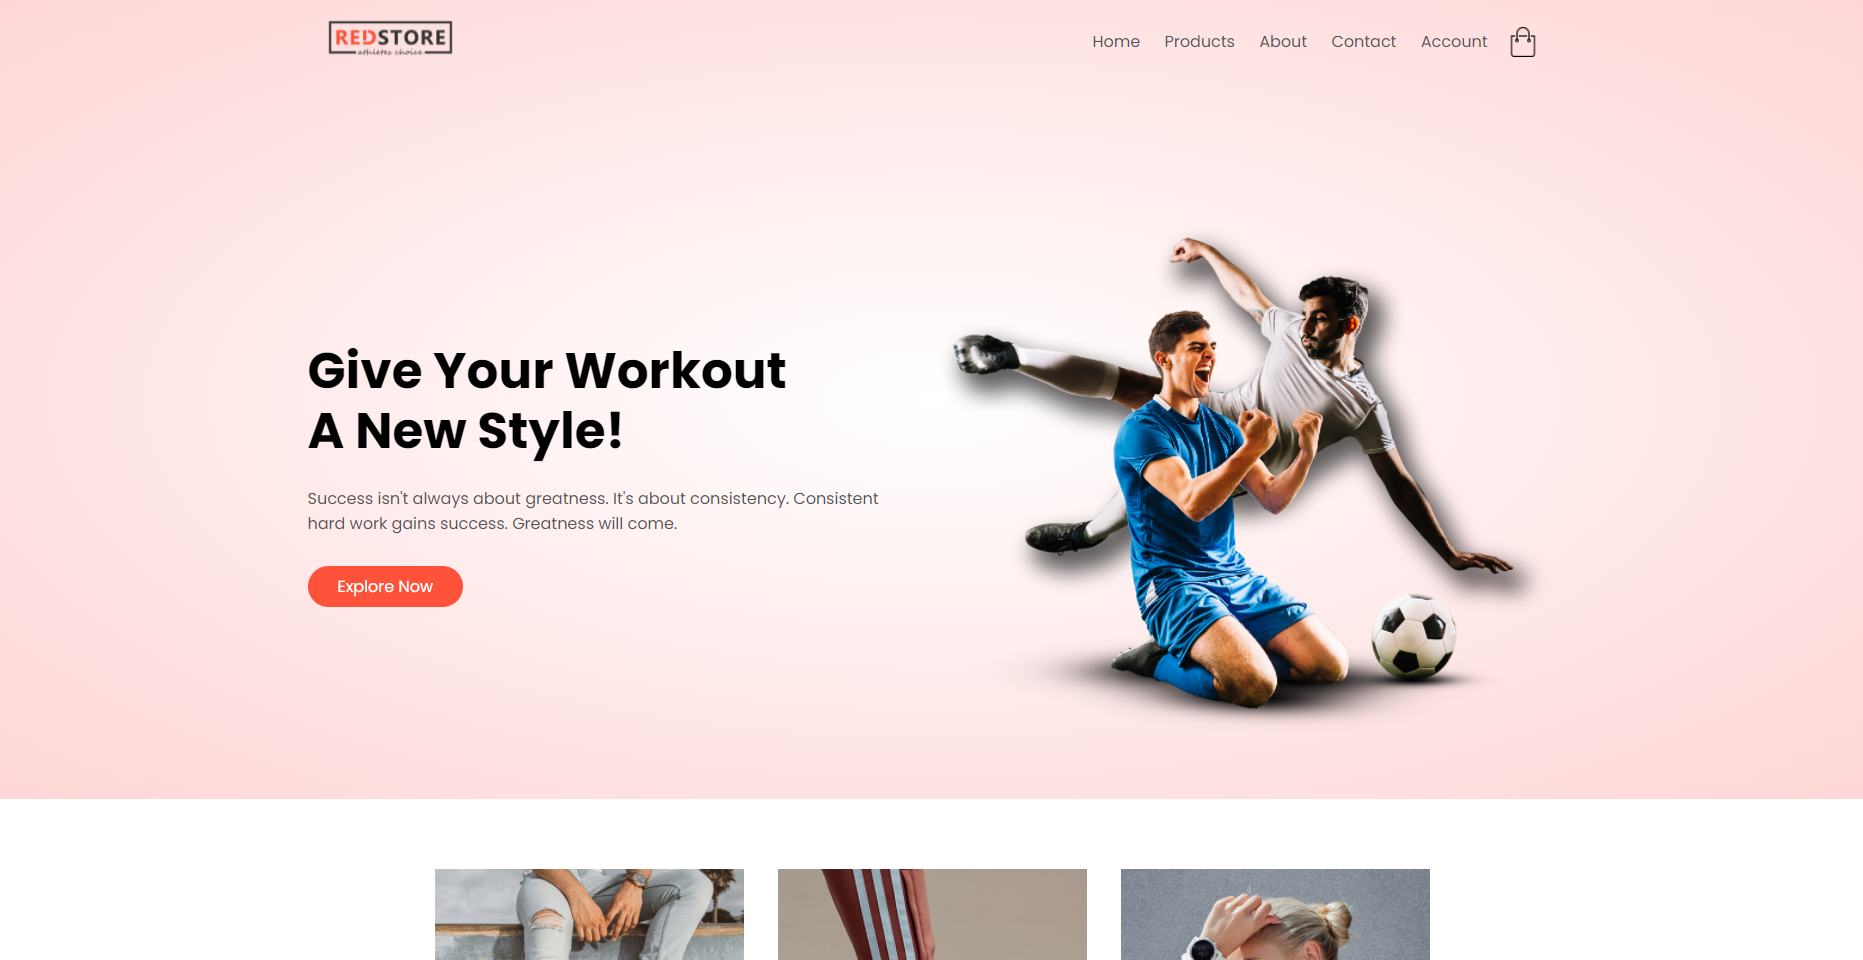 REDSTORE
athletes choice
Home Products About Contact Account
Give Your Workout
A New Style!
Success isn't always about greatness. It's about consistency. Consistent
hard work gains success. Greatness will come.
Explore Now